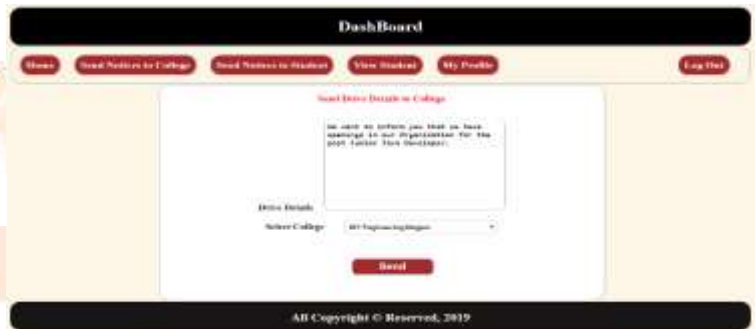 DashBoard
Home Send Notices to College Send Notices to Student View Student My Profile Log Out
Send Drive Details to College
We want to inform you that we have
openings in our Organization for the
post Junior Java Developer.
Drive Details
Select College
Send
All Copyright © Reserved, 2019